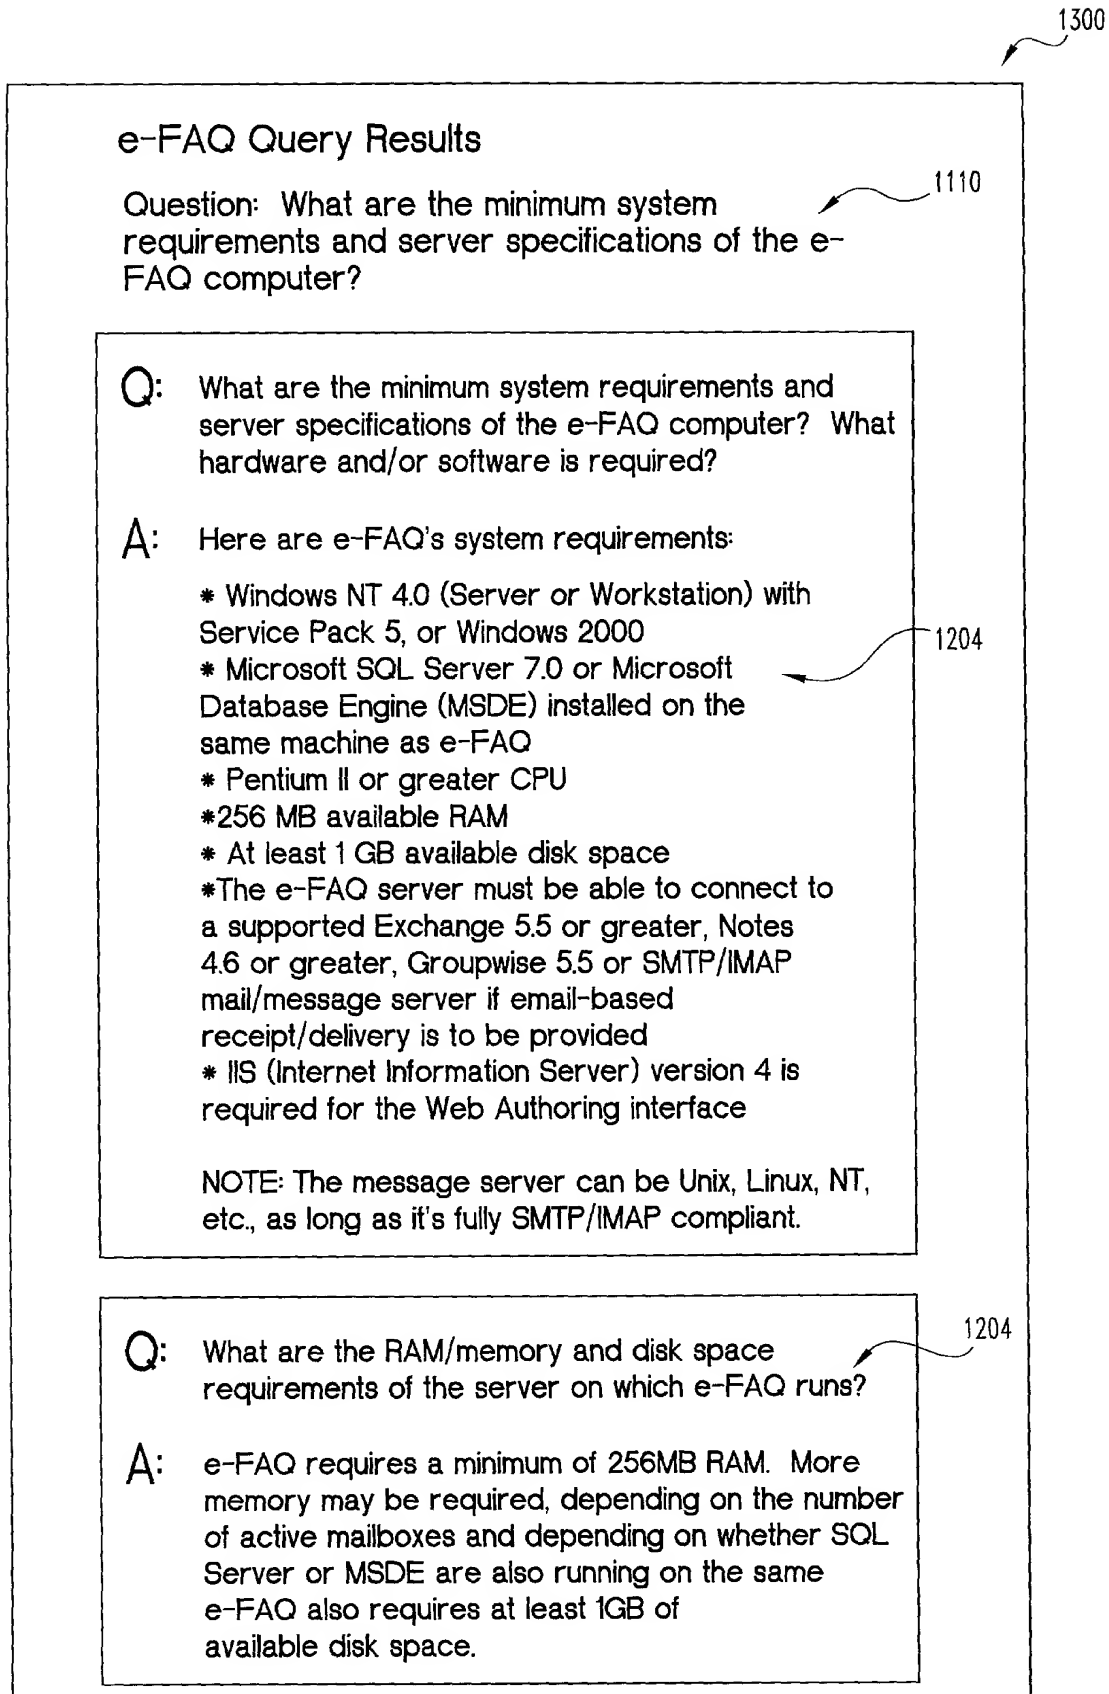 1300
e-FAQ Query Results
1110
Question: What are the minimum system
requirements and server specifications of the e-
FAQ computer?
Q: What are the minimum system requirements and
server specifications of the e-FAQ computer? What
hardware and/or software is required?
A: Here are e-FAQ's system requirements:
* Windows NT 4.0 (Server or Workstation) with
Service Pack 5, or Windows 2000
1204
* Microsoft SQL Server 7.0 or Microsoft
Database Engine (MSDE) installed on the
same machine as e-FAQ
* Pentium II or greater CPU
*256 MB available RAM
* At least 1 GB available disk space
*The e-FAQ server must be able to connect to
a supported Exchange 5.5 or greater, Notes
4.6 or greater, Groupwise 5.5 or SMTP/IMAP
mail/message server if email-based
receipt/delivery is to be provided
* IIS (Internet Information Server) version 4 is
required for the Web Authoring interface
NOTE: The message server can be Unix, Linux, NT,
etc., as long as it's fully SMTP/IMAP compliant.
1204
Q: What are the RAM/memory and disk space
requirements of the server on which e-FAQ runs?
A: e-FAQ requires a minimum of 256MB RAM. More
memory may be required, depending on the number
of active mailboxes and depending on whether SQL
Server or MSDE are also running on the same
e-FAQ also requires at least 1GB of
available disk space.